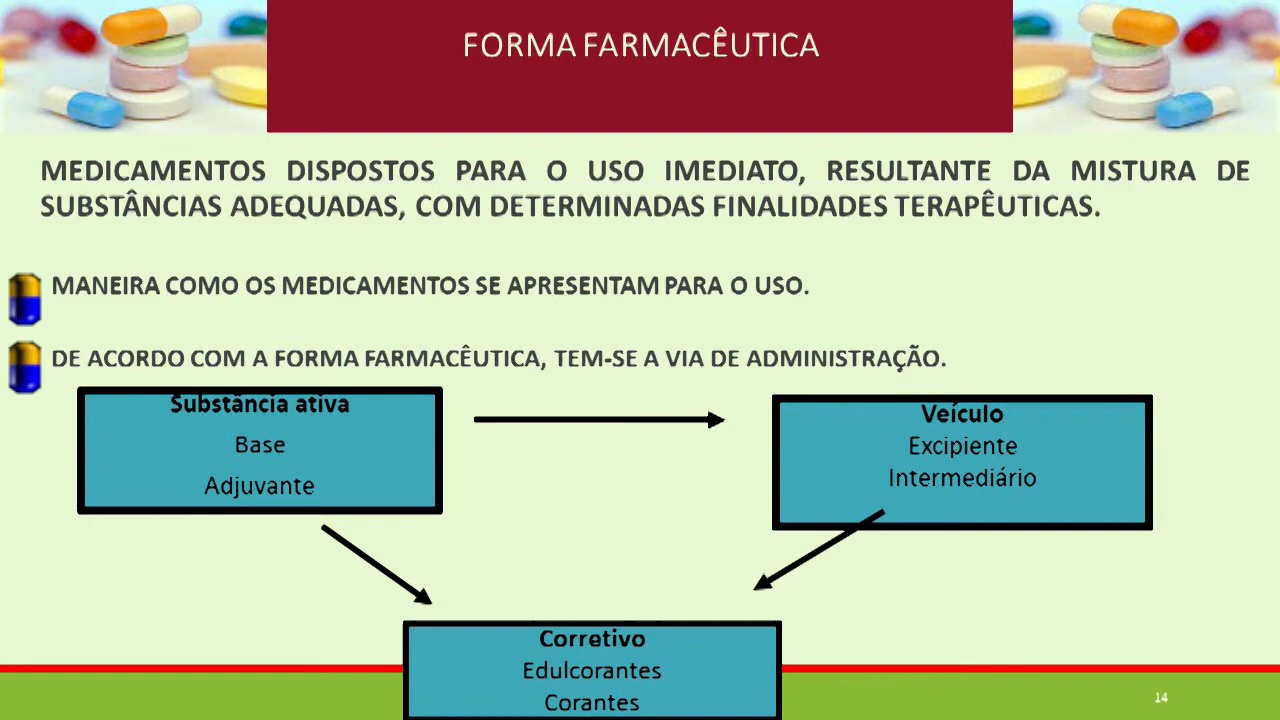 FORMA FARMACÊUTICA
MEDICAMENTOS DISPOSTOS PARA O USO IMEDIATO, RESULTANTE DA MISTURA DE
SUBSTÂNCIAS ADEQUADAS, COM DETERMINADAS FINALIDADES TERAPÊUTICAS.
MANEIRA COMO OS MEDICAMENTOS SE APRESENTAM PARA O USO.
DE ACORDO COM A FORMA FARMACÊUTICA, TEM-SE A VIA DE ADMINISTRAÇÃO.
Substância ativa
Base
Adjuvante
Veículo
Excipiente
Intermediário
Corretivo
Edulcorantes
Corantes
14